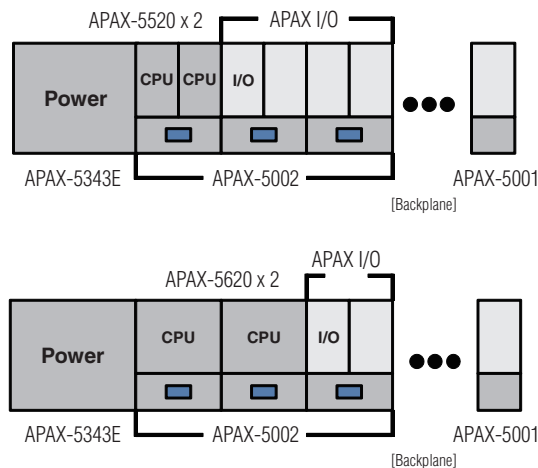 APAX-5520 x 2 APAX I/O
Power CPU CPU I/O
APAX-5343E APAX-5002 APAX-5001
[Backplane]
APAX I/O
APAX-5620 x 2
Power CPU CPU I/O
APAX-5343E APAX-5002 APAX-5001
[Backplane]